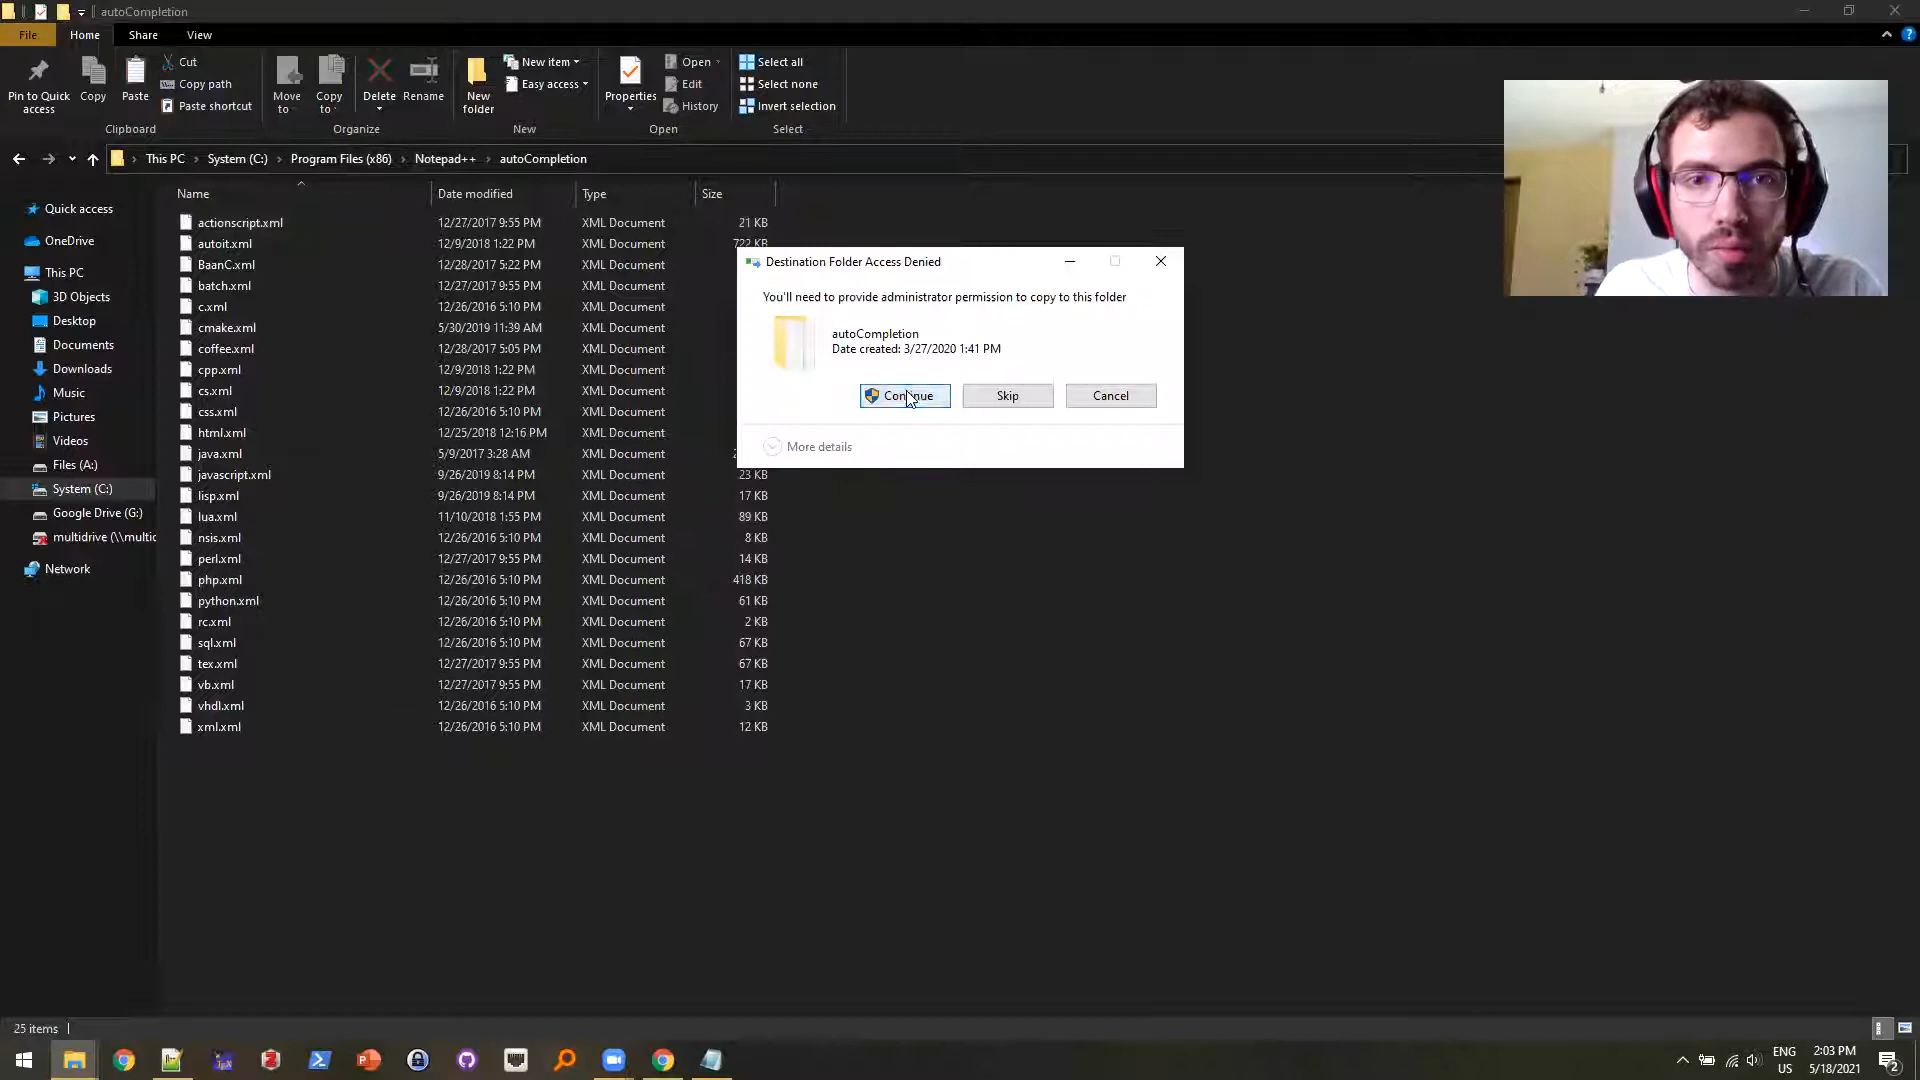 autoCompletion
File Home Share View
Pin to Quick access
Copy
Paste
Cut
Copy path
Paste shortcut
Move to
Copy to
Delete
Rename
New folder
New item
Easy access
Properties
Open
Edit
History
Select all
Select none
Invert selection
Clipboard Organize New Open Select
This PC > System (C:) > Program Files (x86) > Notepad++ > autoCompletion
Name Date modified Type Size
Quick access
OneDrive
This PC
3D Objects
Desktop
Documents
Downloads
Music
Pictures
Videos
Files (A:)
System (C:)
Google Drive (G:)
multidrive (\\multic
Network
actionscript.xml 12/27/2017 9:55 PM XML Document 21 KB
autoit.xml 12/9/2018 1:22 PM XML Document 722 KB
BaanC.xml 12/28/2017 5:22 PM XML Document
batch.xml 12/27/2017 9:55 PM XML Document
c.xml 12/26/2016 5:10 PM XML Document
cmake.xml 5/30/2019 11:39 AM XML Document
coffee.xml 12/28/2017 5:05 PM XML Document
cpp.xml 12/9/2018 1:22 PM XML Document
cs.xml 12/9/2018 1:22 PM XML Document
css.xml 12/26/2016 5:10 PM XML Document
html.xml 12/25/2018 12:16 PM XML Document
java.xml 5/9/2017 3:28 AM XML Document
javascript.xml 9/26/2019 8:14 PM XML Document 23 KB
lisp.xml 9/26/2019 8:14 PM XML Document 17 KB
lua.xml 11/10/2018 1:55 PM XML Document 89 KB
nsis.xml 12/26/2016 5:10 PM XML Document 8 KB
perl.xml 12/27/2017 9:55 PM XML Document 14 KB
php.xml 12/26/2016 5:10 PM XML Document 418 KB
python.xml 12/26/2016 5:10 PM XML Document 61 KB
rc.xml 12/26/2016 5:10 PM XML Document 2 KB
sql.xml 12/26/2016 5:10 PM XML Document 67 KB
tex.xml 12/27/2017 9:55 PM XML Document 67 KB
vb.xml 12/27/2017 9:55 PM XML Document 17 KB
vhdl.xml 12/26/2016 5:10 PM XML Document 3 KB
xml.xml 12/26/2016 5:10 PM XML Document 12 KB
Destination Folder Access Denied
You'll need to provide administrator permission to copy to this folder
autoCompletion
Date created: 3/27/2020 1:41 PM
Continue Skip Cancel
More details
25 items
ENG
US
2:03 PM
5/18/2021
2